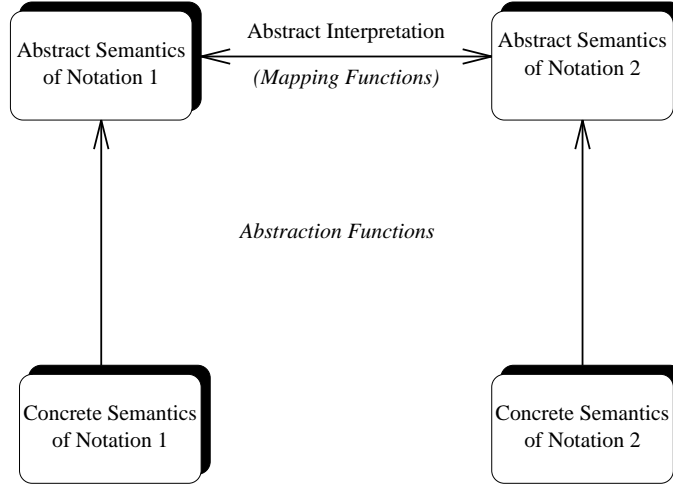 Abstract Semantics
of Notation 1
Abstract Interpretation
(Mapping Functions)
Abstract Semantics
of Notation 2
Abstraction Functions
Concrete Semantics
of Notation 1
Concrete Semantics
of Notation 2